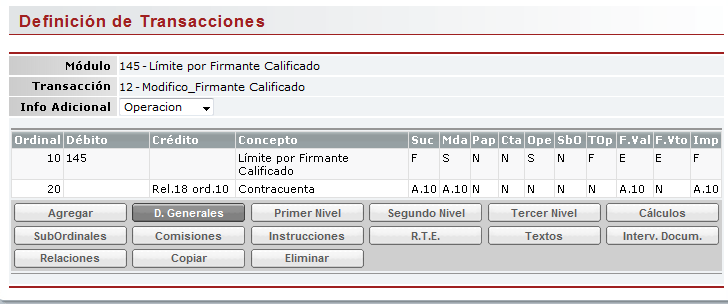 Definición de Transacciones
Módulo 145 - Límite por Firmante Calificado
Transacción 12 - Modifico_Firmante Calificado
Info Adicional Operacion
Ordinal Débito Crédito Concepto Suc Mda Pap Cta Ope SbO TOp F.Val F.Vto Imp
10 145 Límite por Firmante Calificado F S N N S N F E E F
20 Rel.18 ord.10 Contracuenta A.10 A.10 N N N N N A.10 N A.10
Agregar D. Generales Primer Nivel Segundo Nivel Tercer Nivel Cálculos
SubOrdinales Comisiones Instrucciones R.T.E. Textos Interv. Docum.
Relaciones Copiar Eliminar